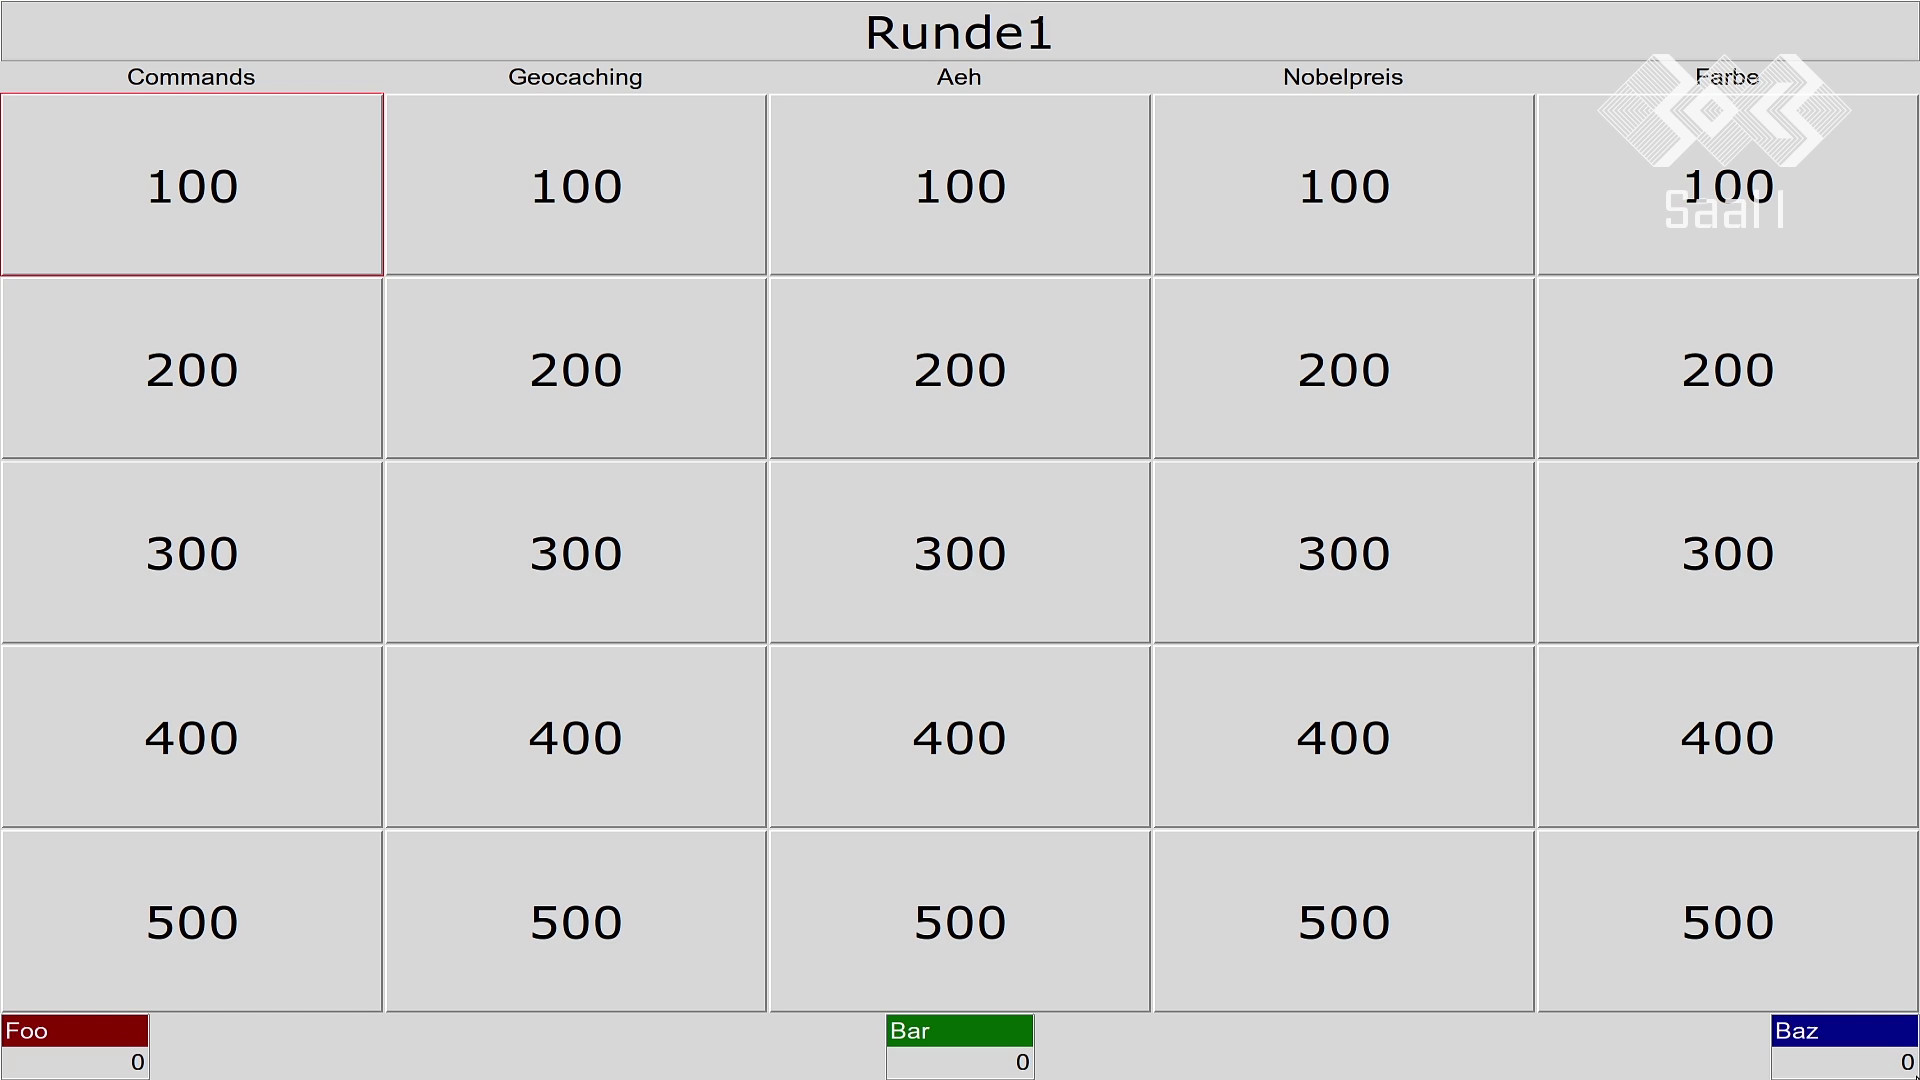 Runde1
Commands Geocaching Aeh Nobelpreis Farbe
100 100 100 100 100
Saal 1
200 200 200 200 200
300 300 300 300 300
400 400 400 400 400
500 500 500 500 500
Foo Bar Baz
0 0 0